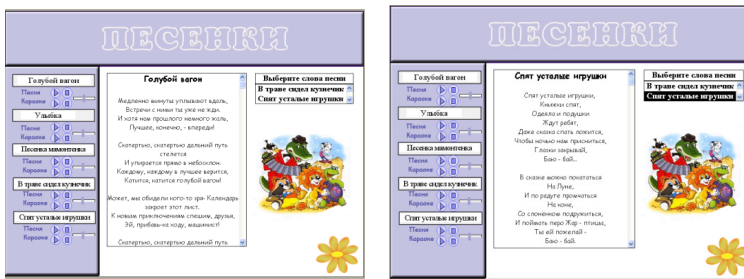 ПЕСЕНКИ
Голубой вагон
Песня
Караоке
Улыбка
Песня
Караоке
Песенка мамонтенка
Песня
Караоке
В траве сидел кузнечик
Песня
Караоке
Спят усталые игрушки
Песня
Караоке
Голубой вагон
Медленно минуты уплывают вдаль,
Встречи с ними ты уже не жди.
И хотя нам прошлого немного жаль,
Лучшее, конечно, - впереди!
Скатертью, скатертью дальний путь
стелется
И упирается прямо в небосклон.
Каждому, каждому в лучшее верится,
Катится, катится голубой вагон!
Может, мы обидели кого-то зря- Календарь
закроет этот лист.
К новым приключениям спешим, друзья,
Эй, прибавь-ка ходу, машинист!
Скатертью, скатертью дальний путь
Выберите слова песни
В траве сидел кузнечик
Спят усталые игрушки
ПЕСЕНКИ
Голубой вагон
Песня
Караоке
Улыбка
Песня
Караоке
Песенка мамонтенка
Песня
Караоке
В траве сидел кузнечик
Песня
Караоке
Спят усталые игрушки
Песня
Караоке
Спят усталые игрушки
Спят усталые игрушки,
Книжки спят,
Одеяла и подушки
Ждут ребят,
Даже сказка спать ложится,
Чтобы ночью нам присниться,
Глазки закрывай,
Баю - бай...
В сказке можно покататься
На Луне,
И по радуге промчаться
На коне,
Со слоненком подружиться,
И поймать перо Жар - птицы,
Ты ей пожелай -
Баю - бай.
Выберите слова песни
В траве сидел кузнечик
Спят усталые игрушки